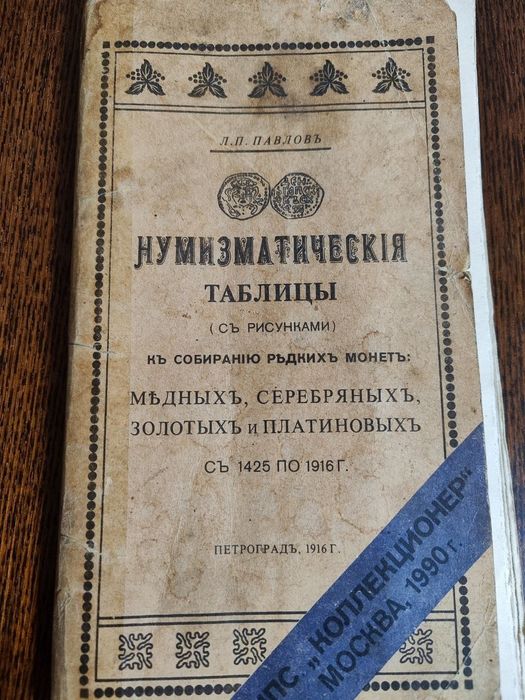 Л.П. ПАВЛОВЪ
НУМИЗМАТИЧЕСКІЯ
ТАБЛИЦЫ
(СЪ РИСУНКАМИ)
КЪ СОБИРАНІЮ РѢДКИХЪ МОНЕТЪ:
МѢДНЫХЪ, СЕРЕБРЯНЫХЪ,
ЗОЛОТЫХЪ и ПЛАТИНОВЫХЪ
СЪ 1425 ПО 1916 Г.
ПЕТРОГРАДЪ, 1916 Г.
ПС „КОЛЛЕКЦИОНЕР"
МОСКВА, 1990 г.